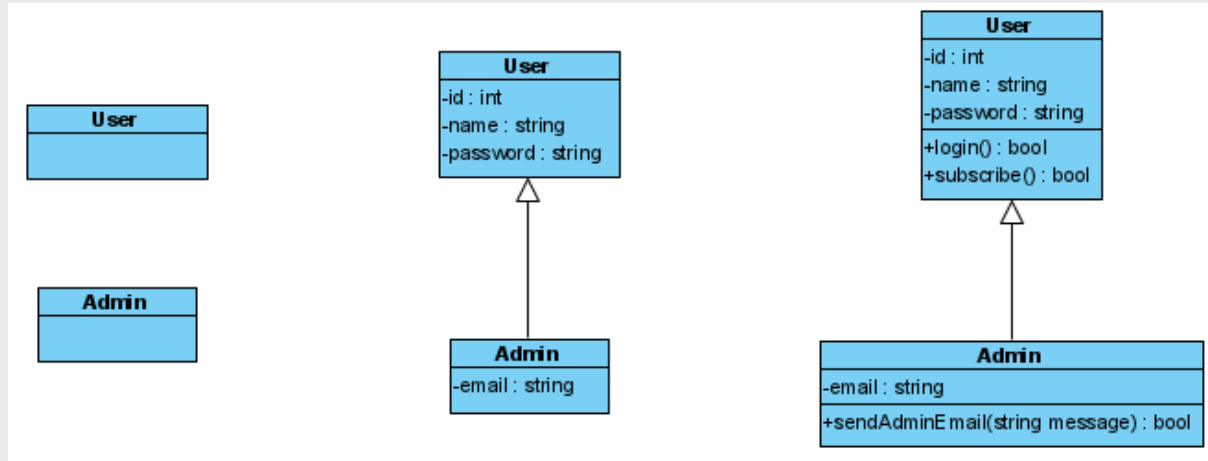 User
Admin
User
-id : int
-name : string
-password : string
Admin
-email : string
User
-id : int
-name : string
-password : string
+login() : bool
+subscribe() : bool
Admin
-email : string
+sendAdminEmail(string message) : bool